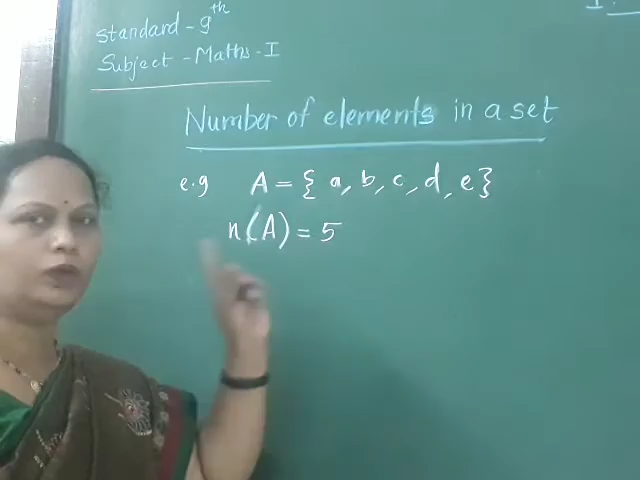 Standard - 9th
Subject - Maths - I
Number of elements in a set
e.g A = { a, b, c, d, e }
n(A) = 5